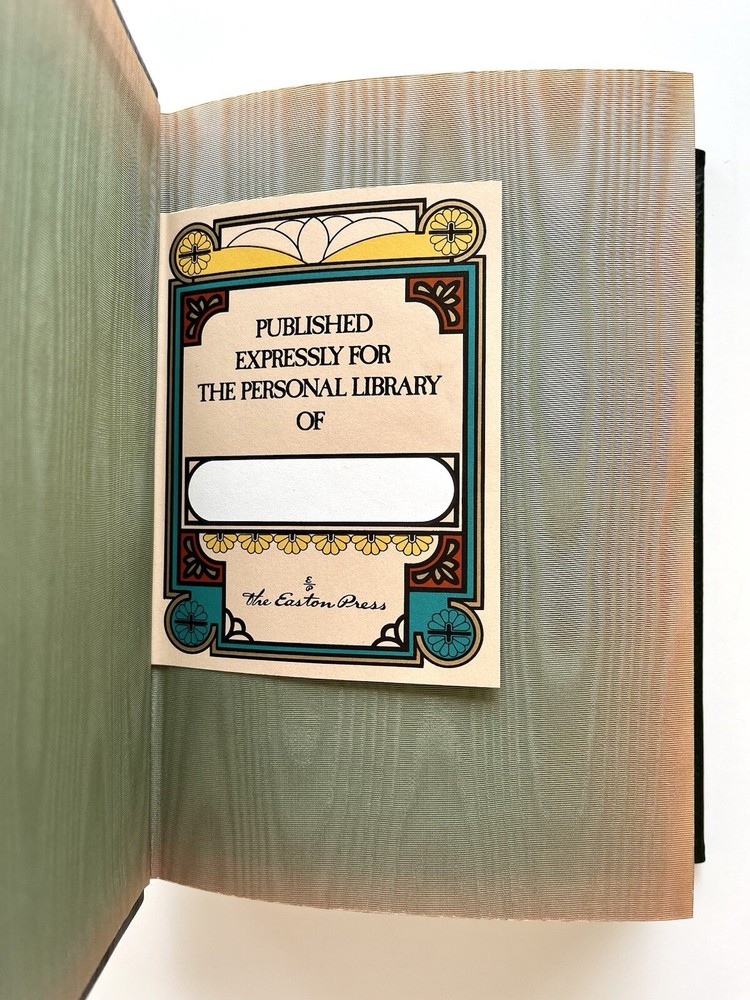 PUBLISHED
EXPRESSLY FOR
THE PERSONAL LIBRARY
OF
E/P
The Easton Press